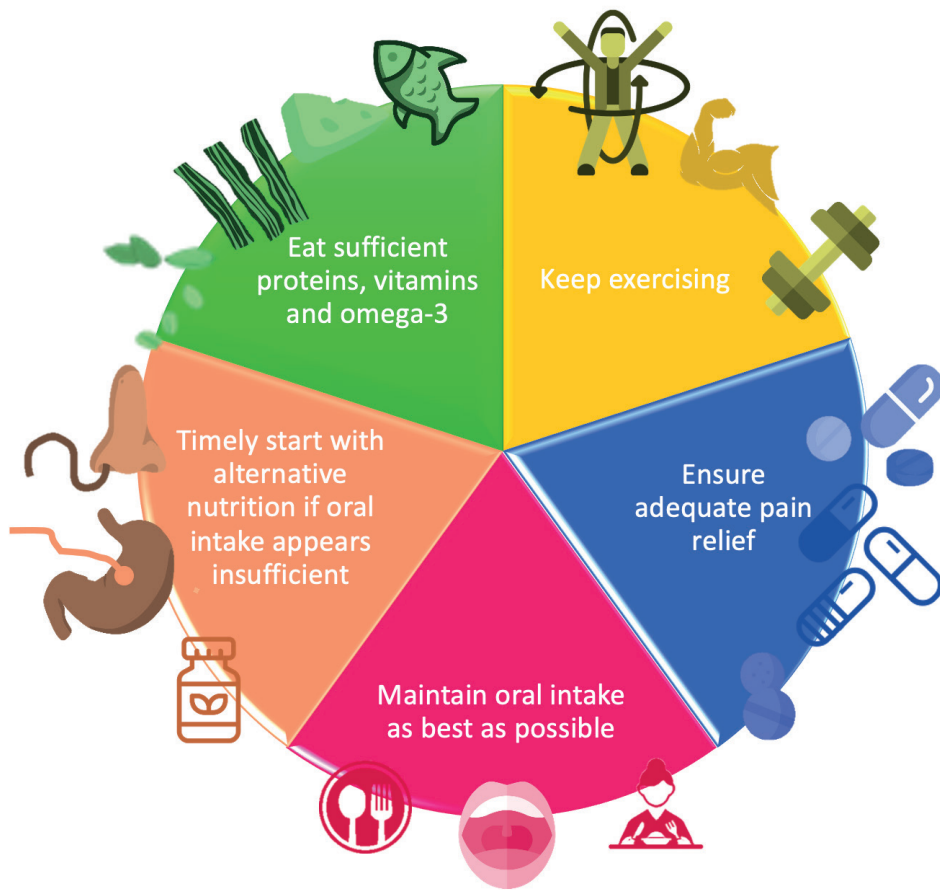 Eat sufficient
proteins, vitamins
and omega-3
Keep exercising
Timely start with
alternative
nutrition if oral
intake appears
insufficient
Ensure
adequate pain
relief
Maintain oral intake
as best as possible